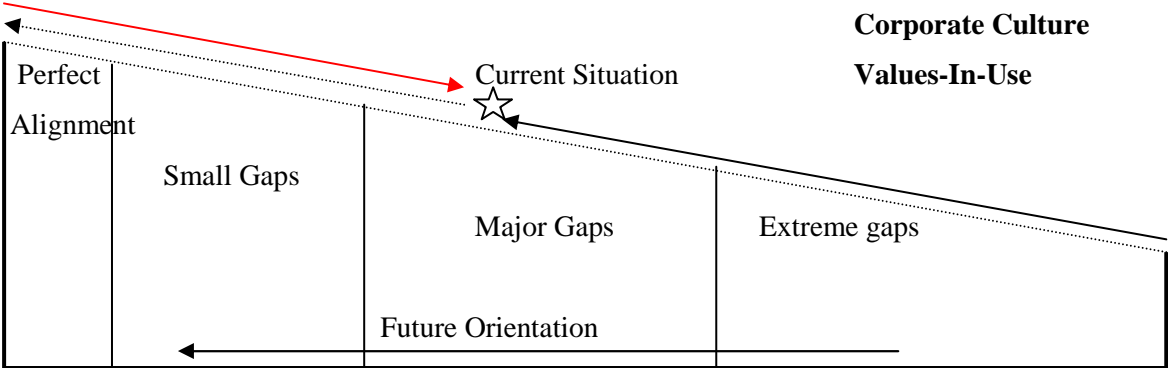 Corporate Culture
Values-In-Use
Current Situation
Perfect
Alignment
Small Gaps
Major Gaps
Extreme gaps
Future Orientation